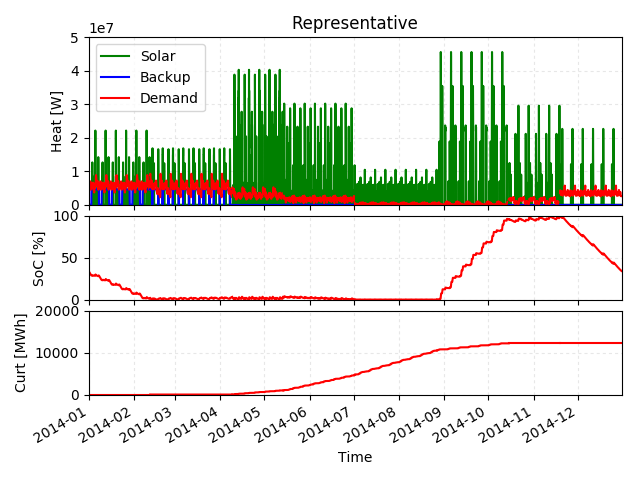 Representative
1e7
5
4
3
2
1
0
Heat [W]
Solar
Backup
Demand
100
50
0
SoC [%]
20000
10000
0
Curt [MWh]
2014-01
2014-02
2014-03
2014-04
2014-05
2014-06
2014-07
2014-08
2014-09
2014-10
2014-11
2014-12
Time